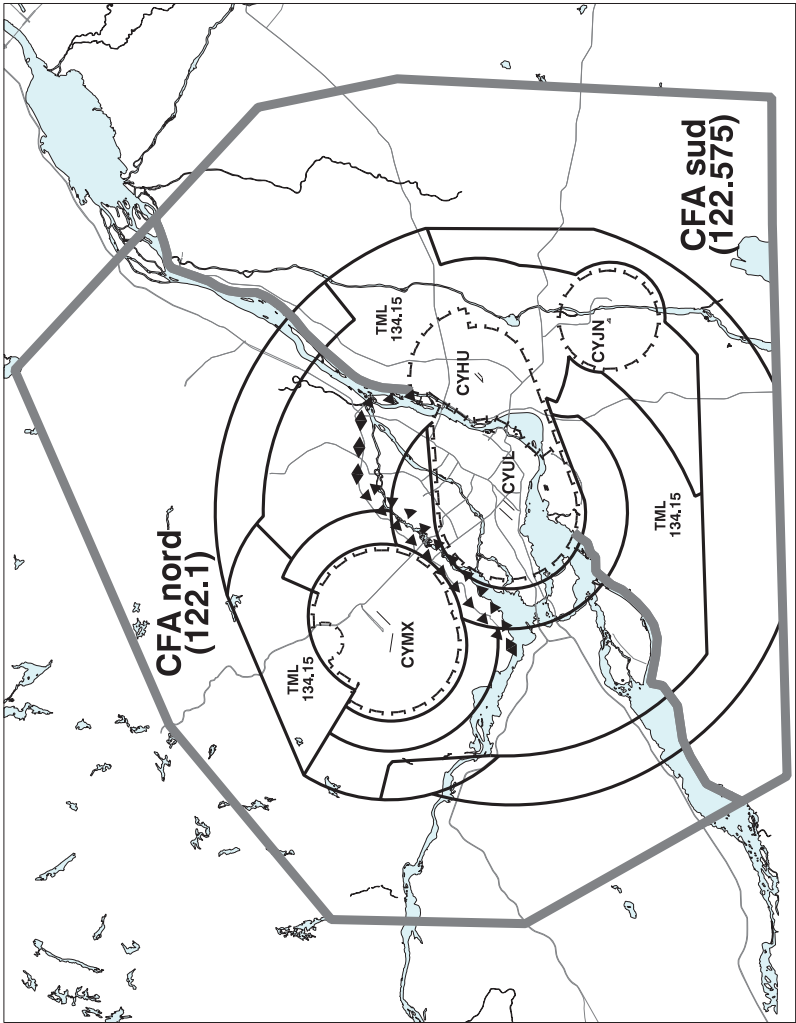 CFA nord
(122.1)
CFA sud
(122.575)
TML
134.15
CYHU
CYJN
CYUL
TML
134.15
CYMX
TML
134.15